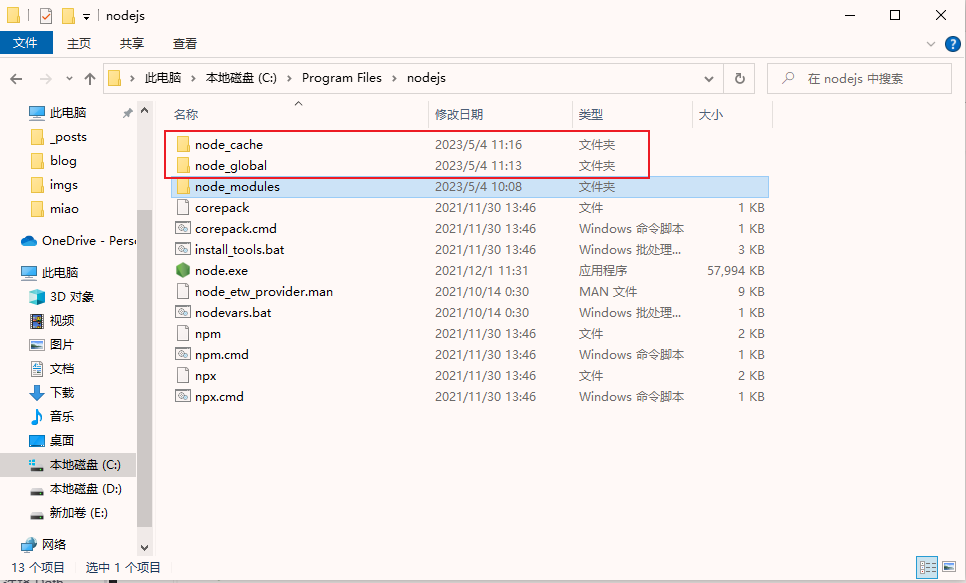 nodejs
文件 主页 共享 查看
此电脑 本地磁盘 (C:) Program Files nodejs 在 nodejs 中搜索
名称 修改日期 类型 大小
node_cache 2023/5/4 11:16 文件夹
node_global 2023/5/4 11:13 文件夹
node_modules 2023/5/4 10:08 文件夹
corepack 2021/11/30 13:46 文件 1 KB
corepack.cmd 2021/11/30 13:46 Windows 命令脚本 1 KB
install_tools.bat 2021/11/30 13:46 Windows 批处理... 3 KB
node.exe 2021/12/1 11:31 应用程序 57,994 KB
node_etw_provider.man 2021/10/14 0:30 MAN 文件 9 KB
nodevars.bat 2021/10/14 0:30 Windows 批处理... 1 KB
npm 2021/11/30 13:46 文件 2 KB
npm.cmd 2021/11/30 13:46 Windows 命令脚本 1 KB
npx 2021/11/30 13:46 文件 2 KB
npx.cmd 2021/11/30 13:46 Windows 命令脚本 1 KB
此电脑
_posts
blog
imgs
miao
OneDrive - Pers
此电脑
3D 对象
视频
图片
文档
下载
音乐
桌面
本地磁盘 (C:)
本地磁盘 (D:)
新加卷 (E:)
网络
13 个项目 选中 1 个项目